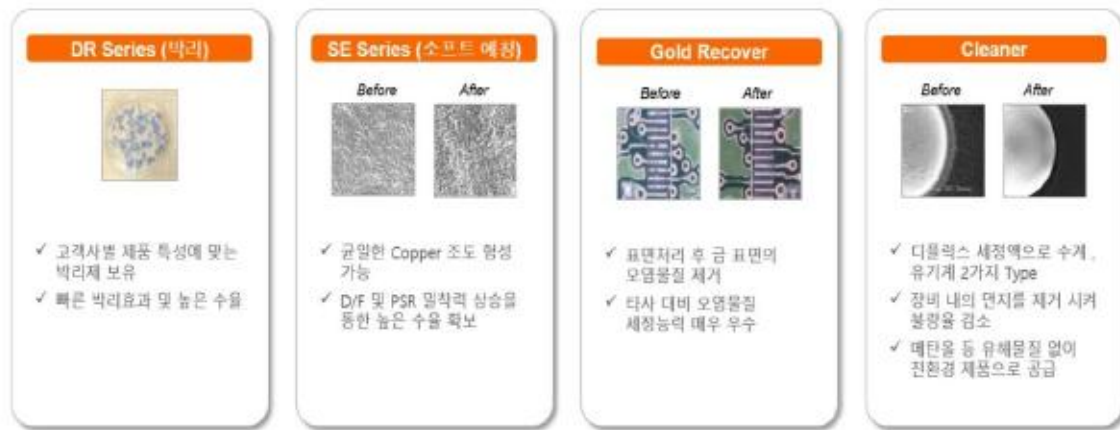 DR Series (박리)
✓ 고객사별 제품 특성에 맞는
박리제 보유
✓ 빠른 박리효과 및 높은 수율
SE Series (소프트 에칭)
Before After
✓ 균일한 Copper 조도 형성
가능
✓ D/F 및 PSR 밀착력 상승을
통한 높은 수율 확보
Gold Recover
Before After
✓ 표면처리 후 금 표면의
오염물질 제거
✓ 타사 대비 오염물질
세정능력 매우 우수
Cleaner
Before After
✓ 디플럭스 세정액으로 수계 ,
유기계 2가지 Type
✓ 장비 내의 먼지를 제거 시켜
불량율 감소
✓ 메탄올 등 유해물질 없이
친환경 제품으로 공급